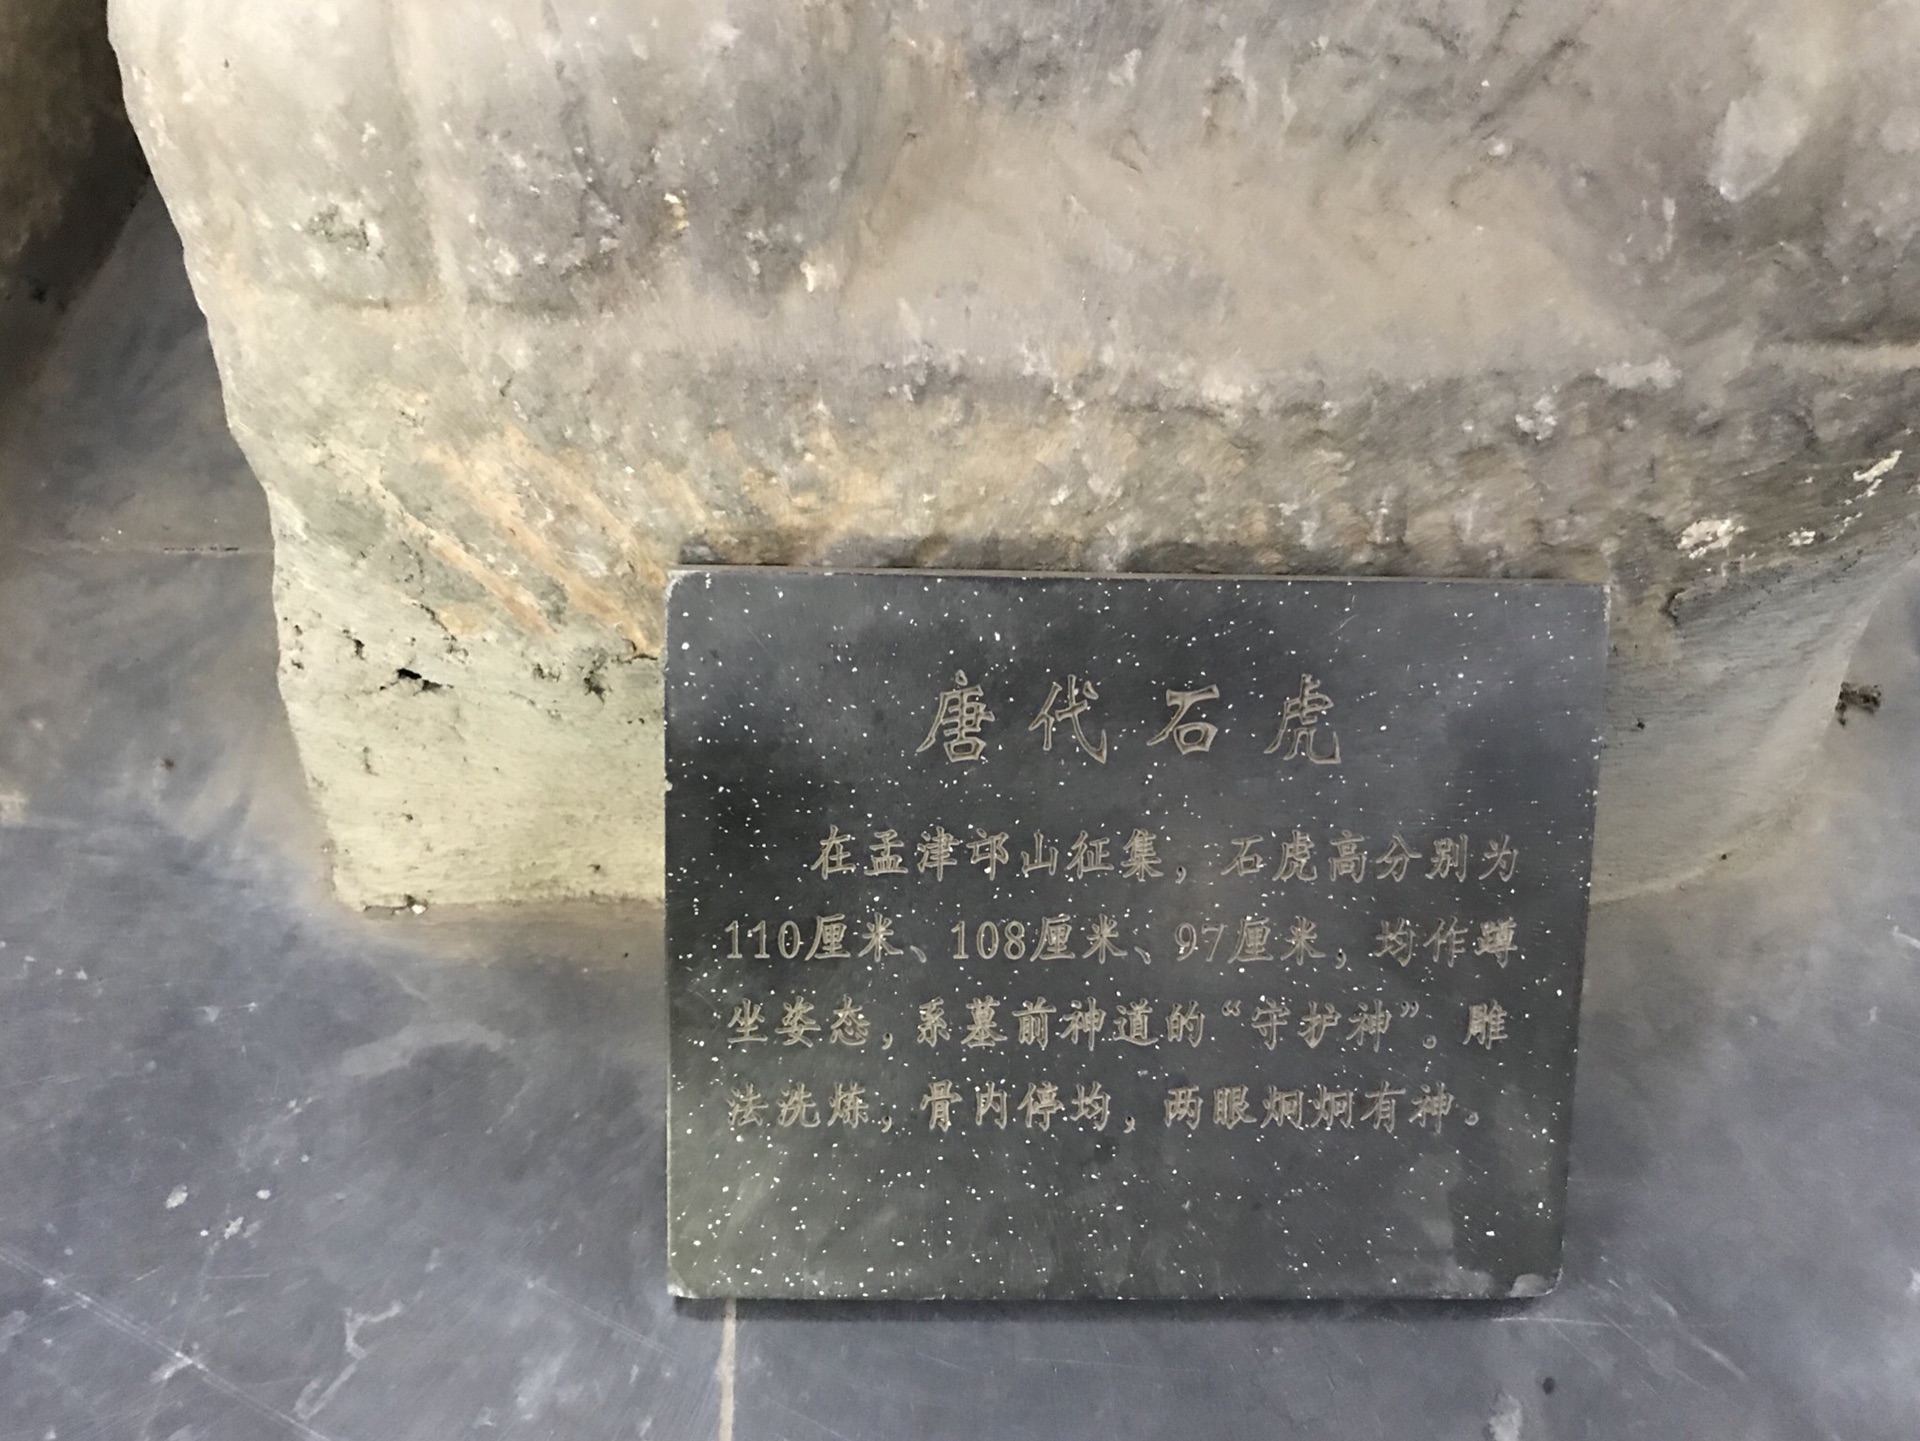 唐代石虎
在孟津邙山征集，石虎高分别为
110厘米、108厘米、97厘米，均作蹲
坐姿态，系墓前神道的“守护神”。雕
法洗炼，骨内停均，两眼炯炯有神。